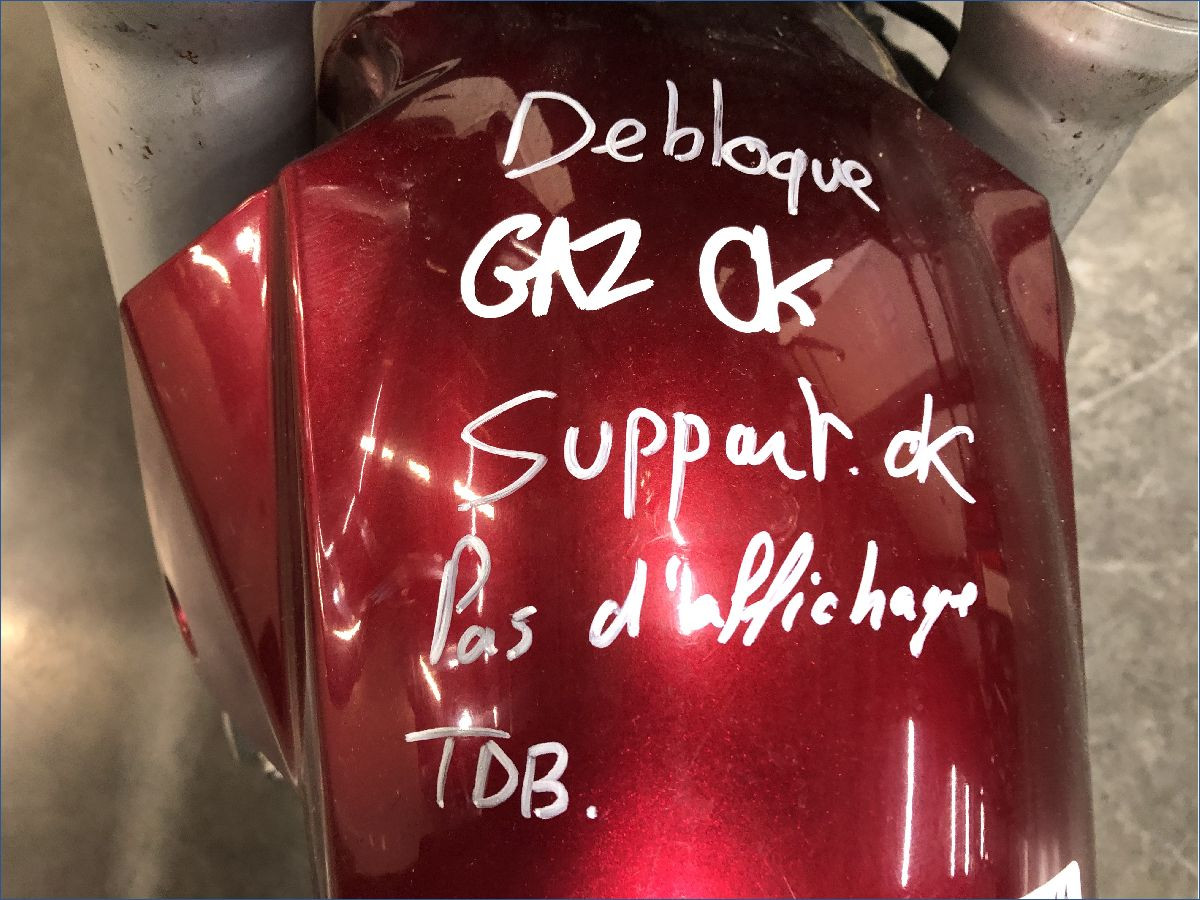 Debloque
GAZ OK
Support. ok
Pas d'affichage
TDB.